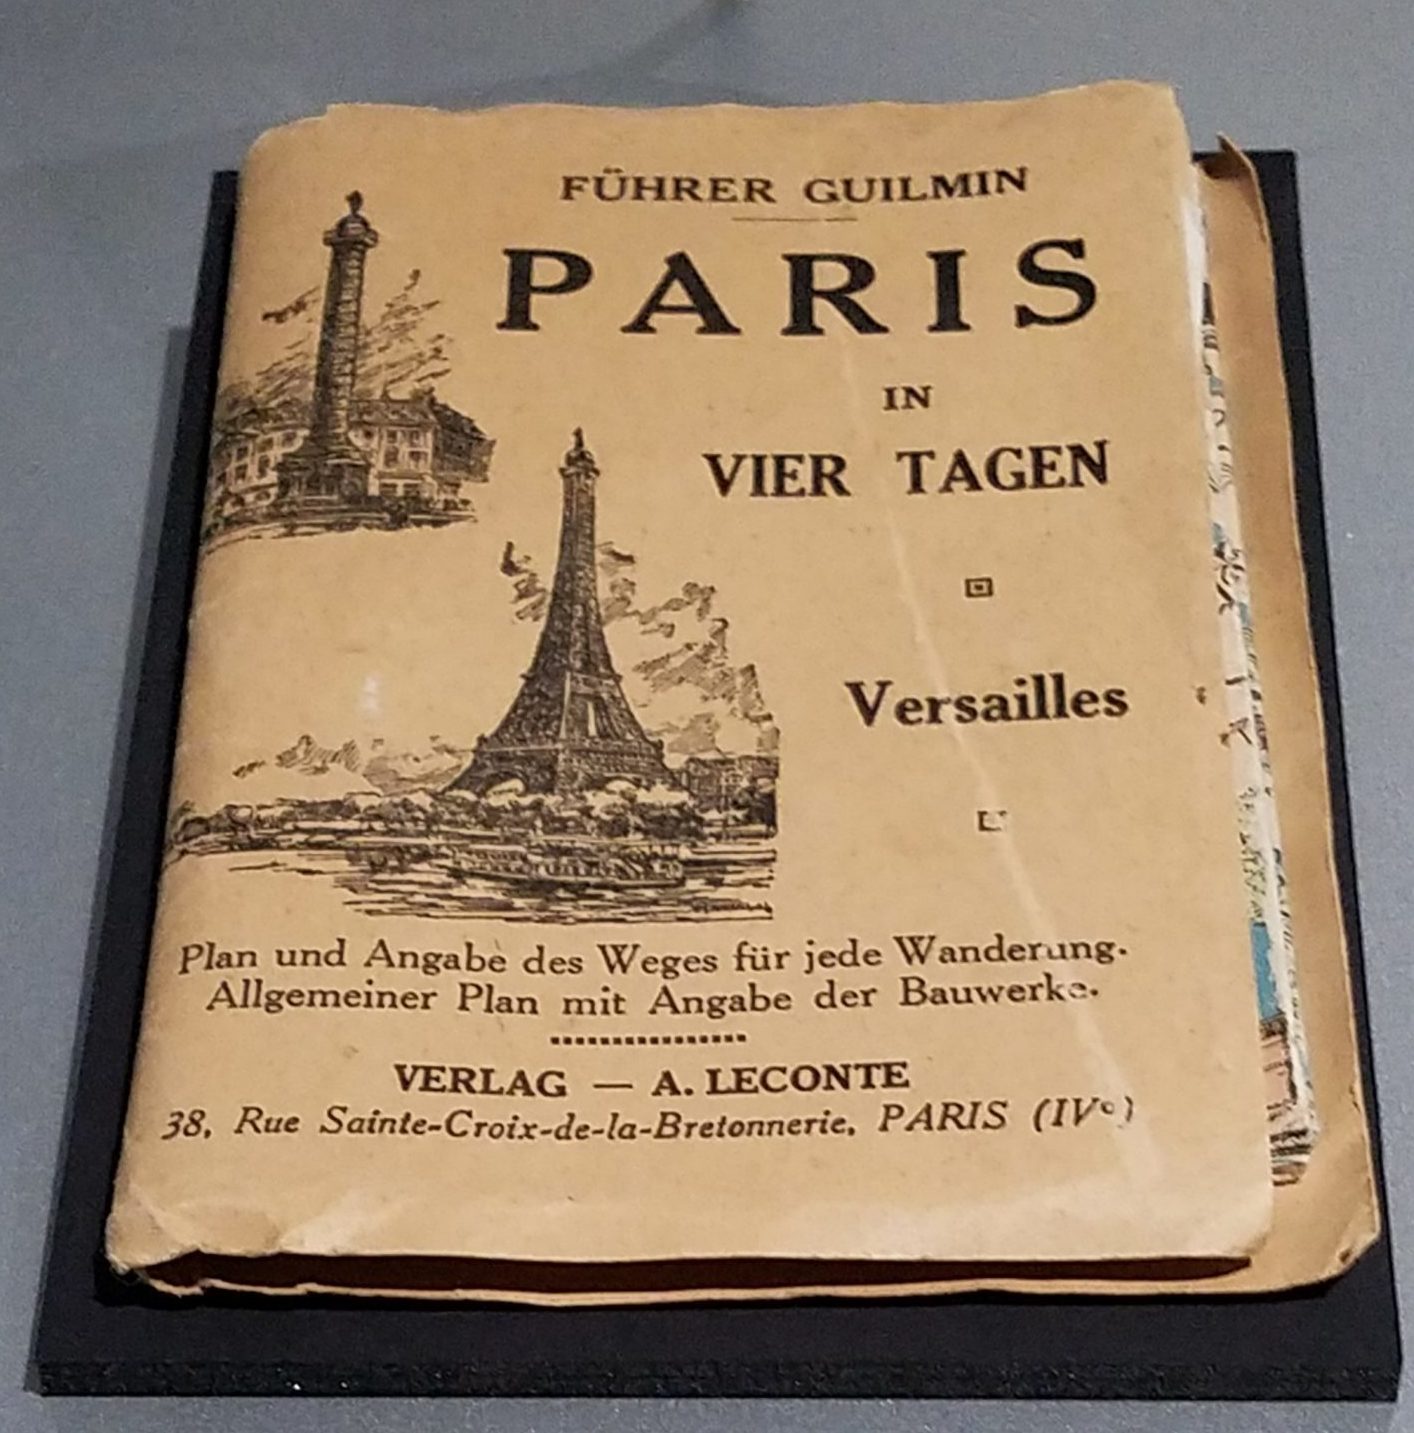 FÜHRER GUILMIN
PARIS
IN
VIER TAGEN
Versailles
Plan und Angabe des Weges für jede Wanderung.
Allgemeiner Plan mit Angabe der Bauwerke.
VERLAG — A. LECONTE
38, Rue Sainte-Croix-de-la-Bretonnerie, PARIS (IVe)